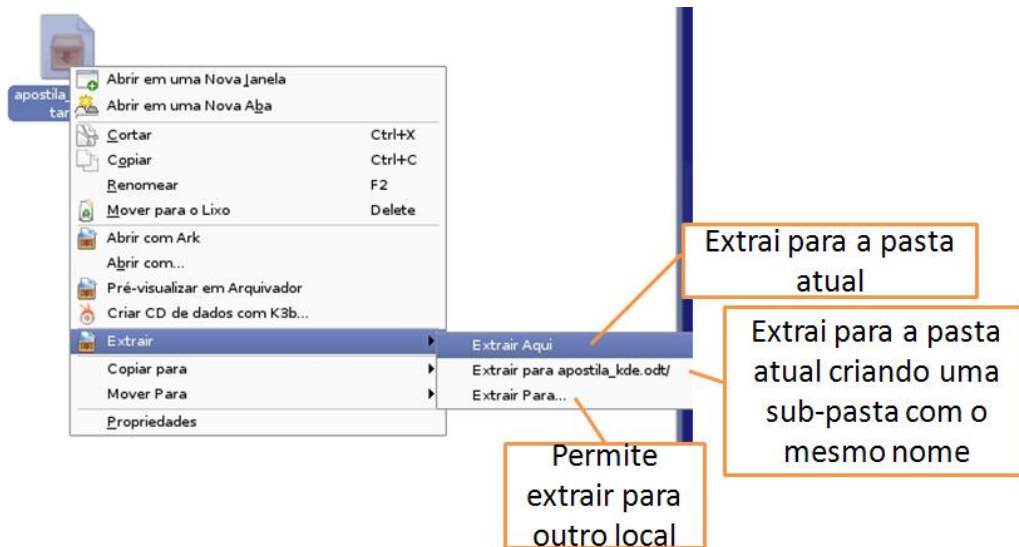 apostila_
tar
Abrir em uma Nova Janela
Abrir em uma Nova Aba
Cortar Ctrl+X
Copiar Ctrl+C
Renomear F2
Mover para o Lixo Delete
Abrir com Ark
Abrir com...
Pré-visualizar em Arquivador
Criar CD de dados com K3b...
Extrair
Copiar para
Mover Para
Propriedades
Extrair Aqui
Extrair para apostila_kde.odt/
Extrair Para...
Extrai para a pasta
atual
Extrai para a pasta
atual criando uma
sub-pasta com o
mesmo nome
Permite
extrair para
outro local